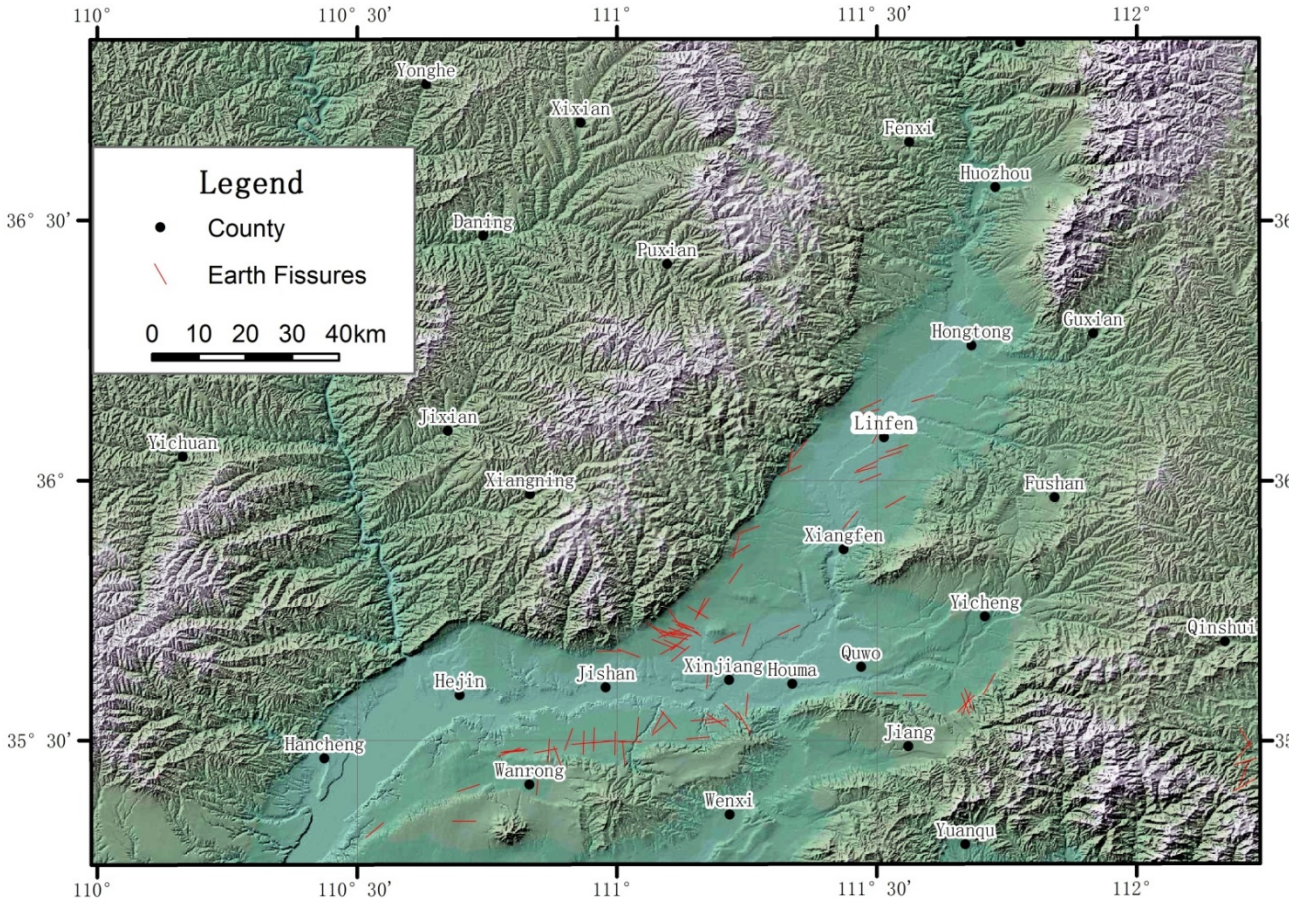 110° 110° 30′ 111° 111° 30′ 112°
Yonghe
Xixian
Fenxi
Huozhou
Legend
County
Earth Fissures
0 10 20 30 40km
36° 30′
36
Daning
Puxian
Hongtong
Guxian
Jixian
Linfen
Yichuan
36°
Xiangning
Fushan
Xiangfen
Yicheng
Qinshui
Quwo
Xinjiang
Houma
Jishan
Hejin
Hancheng
Jiang
35° 30′
35
Wanrong
Wenxi
Yuanqu
110° 110° 30′ 111° 111° 30′ 112°